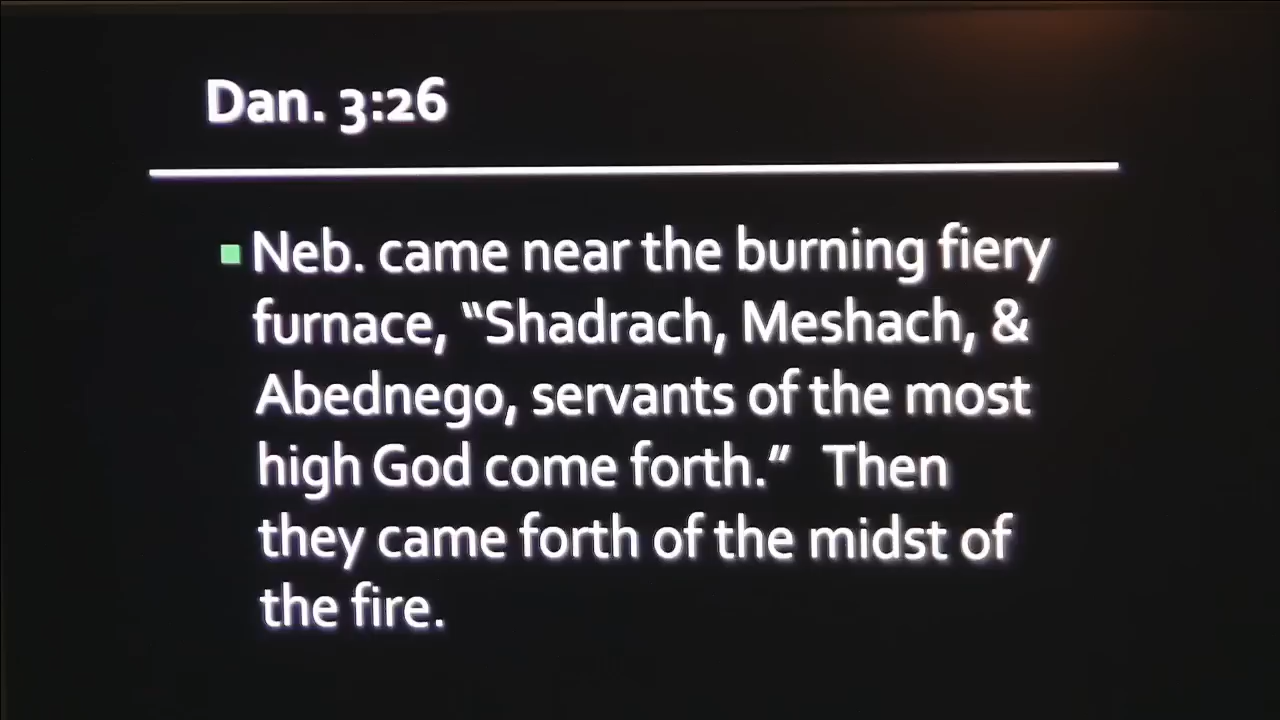 Dan. 3:26
Neb. came near the burning fiery
furnace, “Shadrach, Meshach, &
Abednego, servants of the most
high God come forth.”  Then
they came forth of the midst of
the fire.